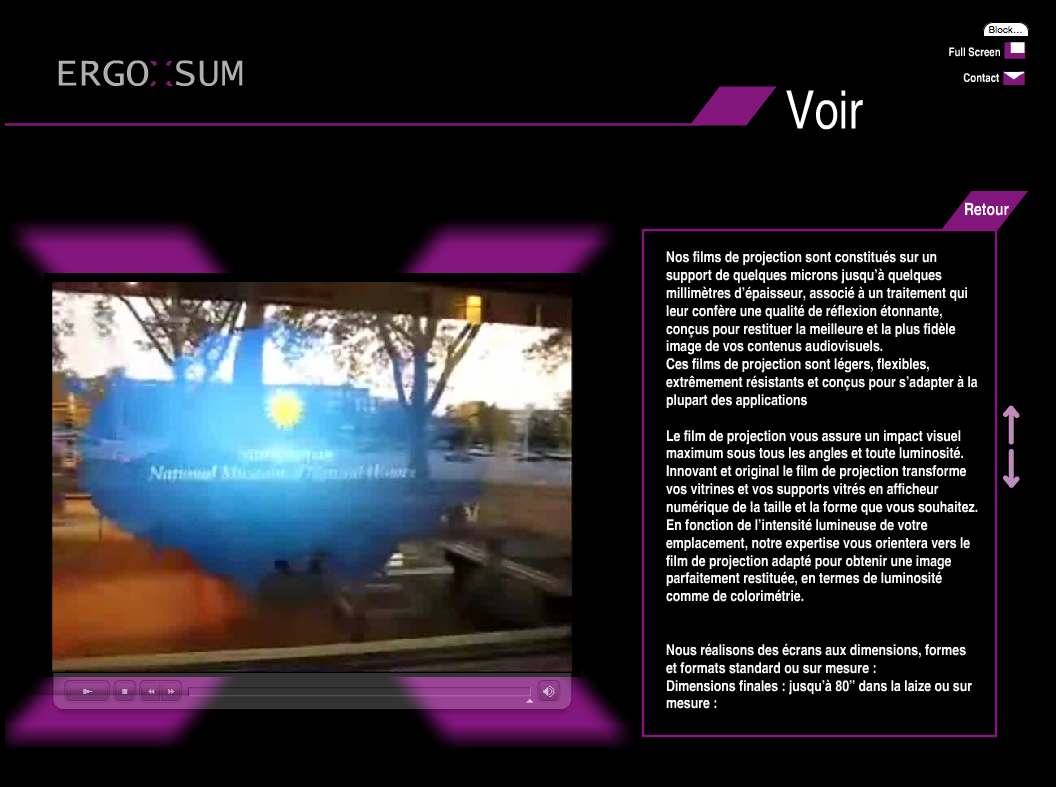 Block...
Full Screen
Contact
ERGO SUM
Voir
Retour
Nos films de projection sont constitués sur un
support de quelques microns jusqu’à quelques
millimètres d’épaisseur, associé à un traitement qui
leur confère une qualité de réflexion étonnante,
conçus pour restituer la meilleure et la plus fidèle
image de vos contenus audiovisuels.
Ces films de projection sont légers, flexibles,
extrêmement résistants et conçus pour s’adapter à la
plupart des applications
Le film de projection vous assure un impact visuel
maximum sous tous les angles et toute luminosité.
Innovant et original le film de projection transforme
vos vitrines et vos supports vitrés en afficheur
numérique de la taille et la forme que vous souhaitez.
En fonction de l’intensité lumineuse de votre
emplacement, notre expertise vous orientera vers le
film de projection adapté pour obtenir une image
parfaitement restituée, en termes de luminosité
comme de colorimétrie.
Nous réalisons des écrans aux dimensions, formes
et formats standard ou sur mesure :
Dimensions finales : jusqu’à 80” dans la laize ou sur
mesure :
Smithsonian
National Museum of Natural History